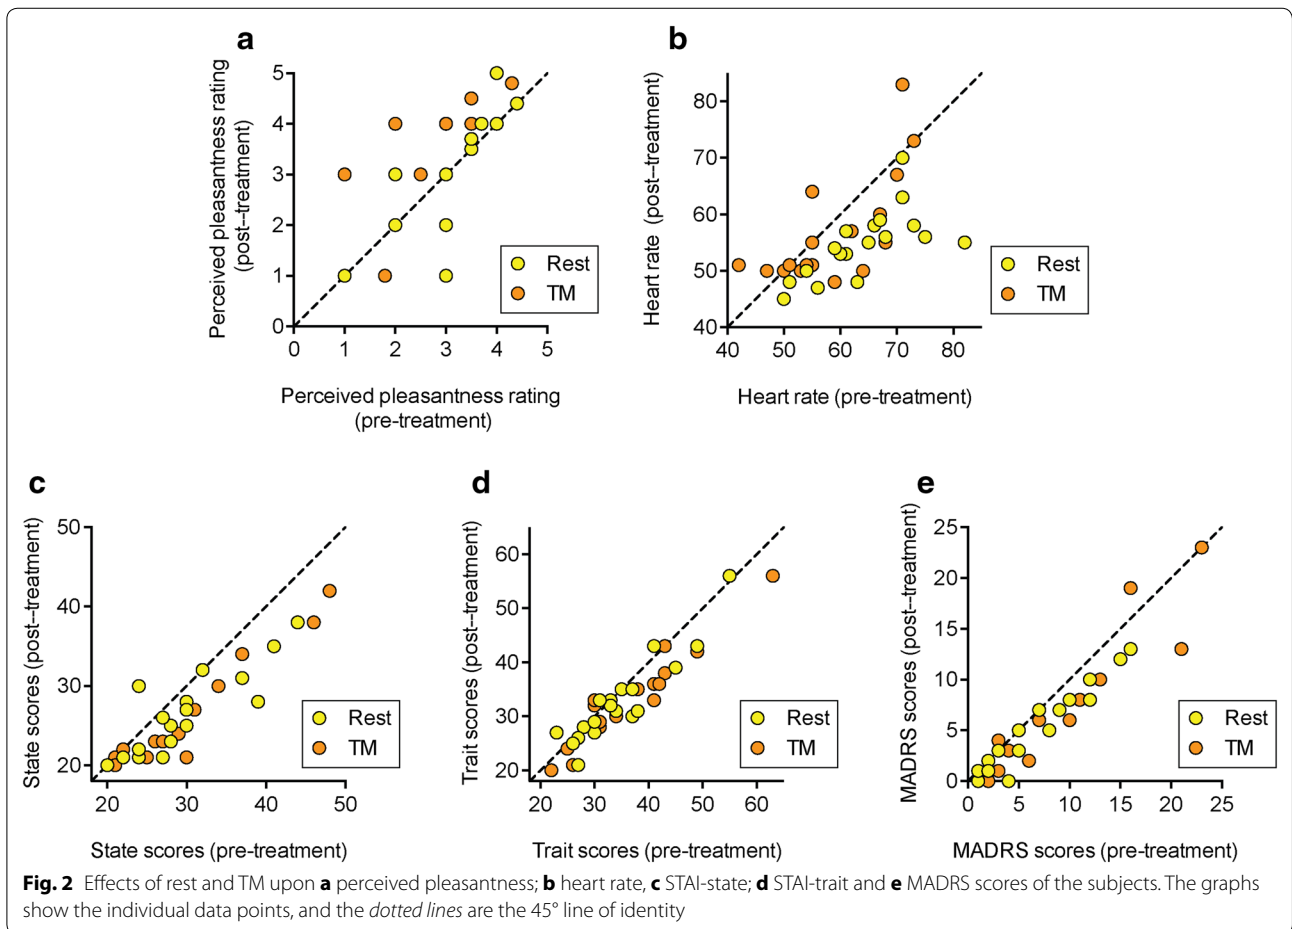 a
Perceived pleasantness rating
(post--treatment)
5
4
3
2
1
0
0 1 2 3 4 5
Rest
TM
Perceived pleasantness rating
(pre-treatment)
b
Heart rate (post--treatment)
80
70
60
50
40
40 50 60 70 80
Rest
TM
Heart rate (pre-treatment)
c
State scores (post--treatment)
50
40
30
20
20 30 40 50
Rest
TM
State scores (pre-treatment)
d
Trait scores (post--treatment)
60
50
40
30
20
20 30 40 50 60
Rest
TM
Trait scores (pre-treatment)
e
MADRS scores (post--treatment)
25
20
15
10
5
0
0 5 10 15 20 25
Rest
TM
MADRS scores (pre-treatment)
Fig. 2 Effects of rest and TM upon a perceived pleasantness; b heart rate, c STAI-state; d STAI-trait and e MADRS scores of the subjects. The graphs
show the individual data points, and the dotted lines are the 45° line of identity